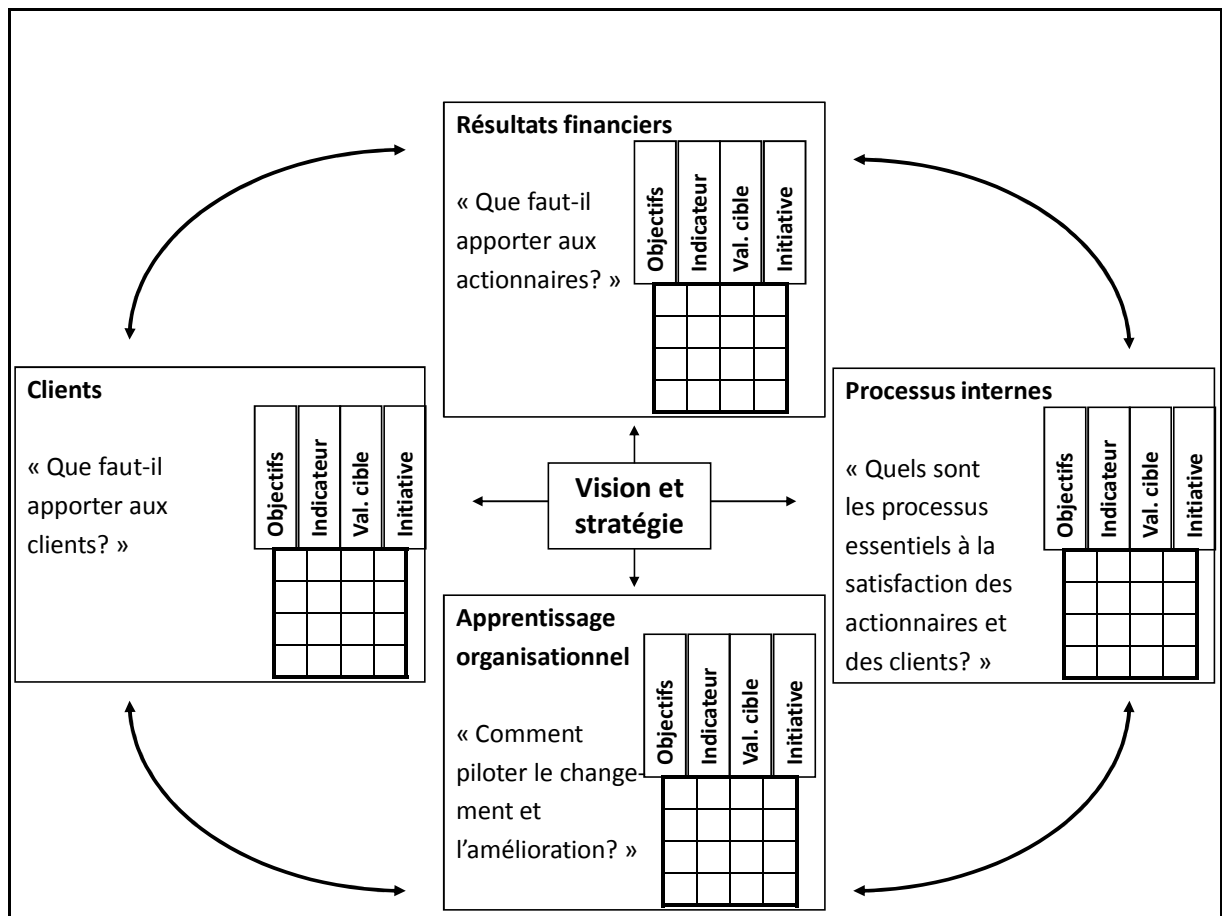 Résultats financiers
« Que faut-il
apporter aux
actionnaires? »
Objectifs
Indicateur
Val. cible
Initiative
Clients
« Que faut-il
apporter aux
clients? »
Objectifs
Indicateur
Val. cible
Initiative
Vision et
stratégie
Processus internes
« Quels sont
les processus
essentiels à la
satisfaction des
actionnaires et
des clients? »
Objectifs
Indicateur
Val. cible
Initiative
Apprentissage
organisationnel
« Comment
piloter le change-
ment et
l’amélioration? »
Objectifs
Indicateur
Val. cible
Initiative